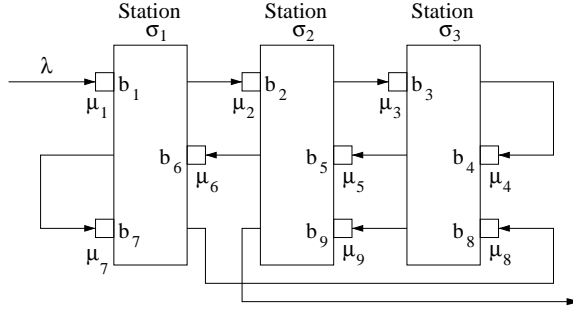 Station Station Station
σ₁ σ₂ σ₃
λ
b₁ b₂ b₃
μ₁ μ₂ μ₃
b₆ b₅ b₄
μ₆ μ₅ μ₄
b₇ b₉ b₈
μ₇ μ₉ μ₈